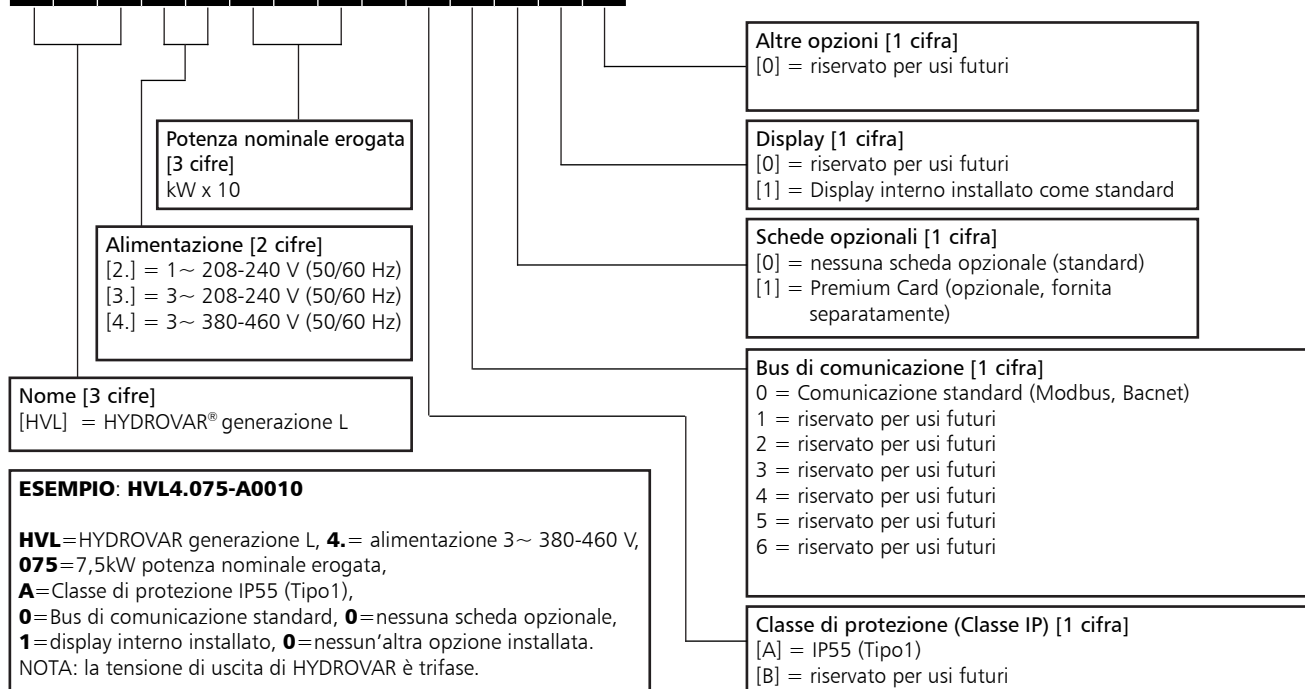 Altre opzioni [1 cifra]
[0] = riservato per usi futuri
Potenza nominale erogata
[3 cifre]
kW x 10
Display [1 cifra]
[0] = riservato per usi futuri
[1] = Display interno installato come standard
Alimentazione [2 cifre]
[2.] = 1~ 208-240 V (50/60 Hz)
[3.] = 3~ 208-240 V (50/60 Hz)
[4.] = 3~ 380-460 V (50/60 Hz)
Schede opzionali [1 cifra]
[0] = nessuna scheda opzionale (standard)
[1] = Premium Card (opzionale, fornita
separatamente)
Nome [3 cifre]
[HVL] = HYDROVAR® generazione L
Bus di comunicazione [1 cifra]
0 = Comunicazione standard (Modbus, Bacnet)
1 = riservato per usi futuri
2 = riservato per usi futuri
3 = riservato per usi futuri
4 = riservato per usi futuri
5 = riservato per usi futuri
6 = riservato per usi futuri
ESEMPIO: HVL4.075-A0010
HVL=HYDROVAR generazione L, 4.= alimentazione 3~ 380-460 V,
075=7,5kW potenza nominale erogata,
A=Classe di protezione IP55 (Tipo1),
0=Bus di comunicazione standard, 0=nessuna scheda opzionale,
1=display interno installato, 0=nessun'altra opzione installata.
NOTA: la tensione di uscita di HYDROVAR è trifase.
Classe di protezione (Classe IP) [1 cifra]
[A] = IP55 (Tipo1)
[B] = riservato per usi futuri